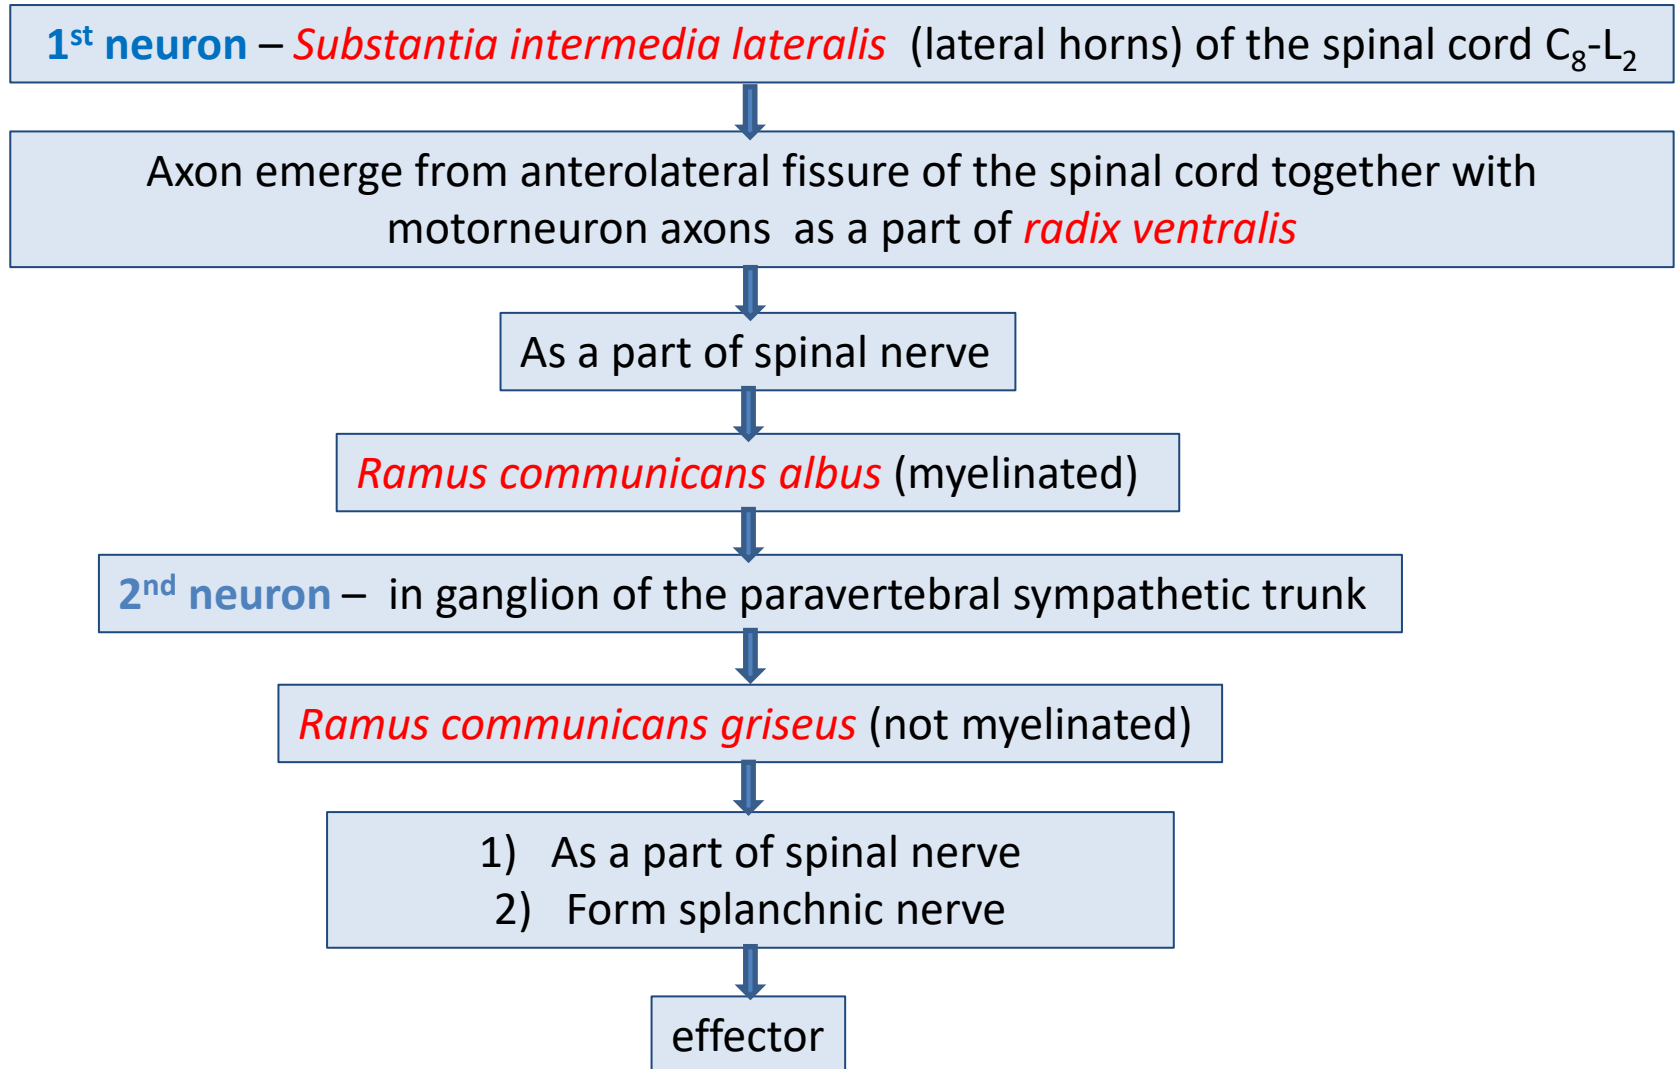 1st neuron – Substantia intermedia lateralis (lateral horns) of the spinal cord C8-L2
Axon emerge from anterolateral fissure of the spinal cord together with
motorneuron axons as a part of radix ventralis
As a part of spinal nerve
Ramus communicans albus (myelinated)
2nd neuron – in ganglion of the paravertebral sympathetic trunk
Ramus communicans griseus (not myelinated)
1) As a part of spinal nerve
2) Form splanchnic nerve
effector